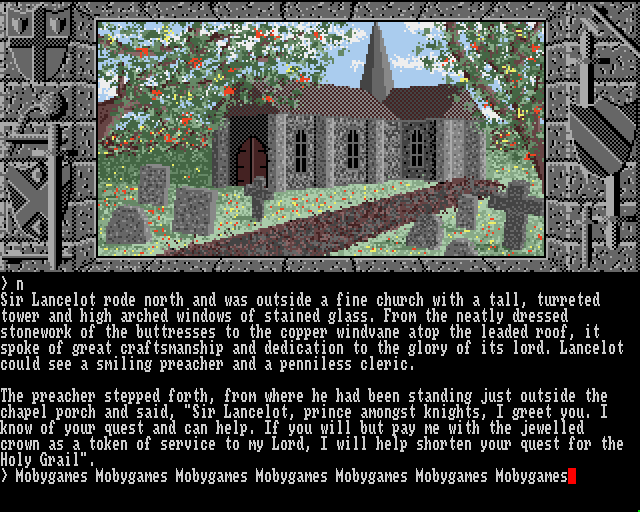 > n
Sir Lancelot rode north and was outside a fine church with a tall, turreted
tower and high arched windows of stained glass. From the neatly dressed
stonework of the buttresses to the copper windvane atop the leaded roof, it
spoke of great craftsmanship and dedication to the glory of its lord. Lancelot
could see a smiling preacher and a penniless cleric.
The preacher stepped forth, from where he had been standing just outside the
chapel porch and said, "Sir Lancelot, prince amongst knights, I greet you. I
know of your quest and can help. If you will but pay me with the jewelled
crown as a token of service to my Lord, I will help shorten your quest for the
Holy Grail".
> Mobygames Mobygames Mobygames Mobygames Mobygames Mobygames Mobygames